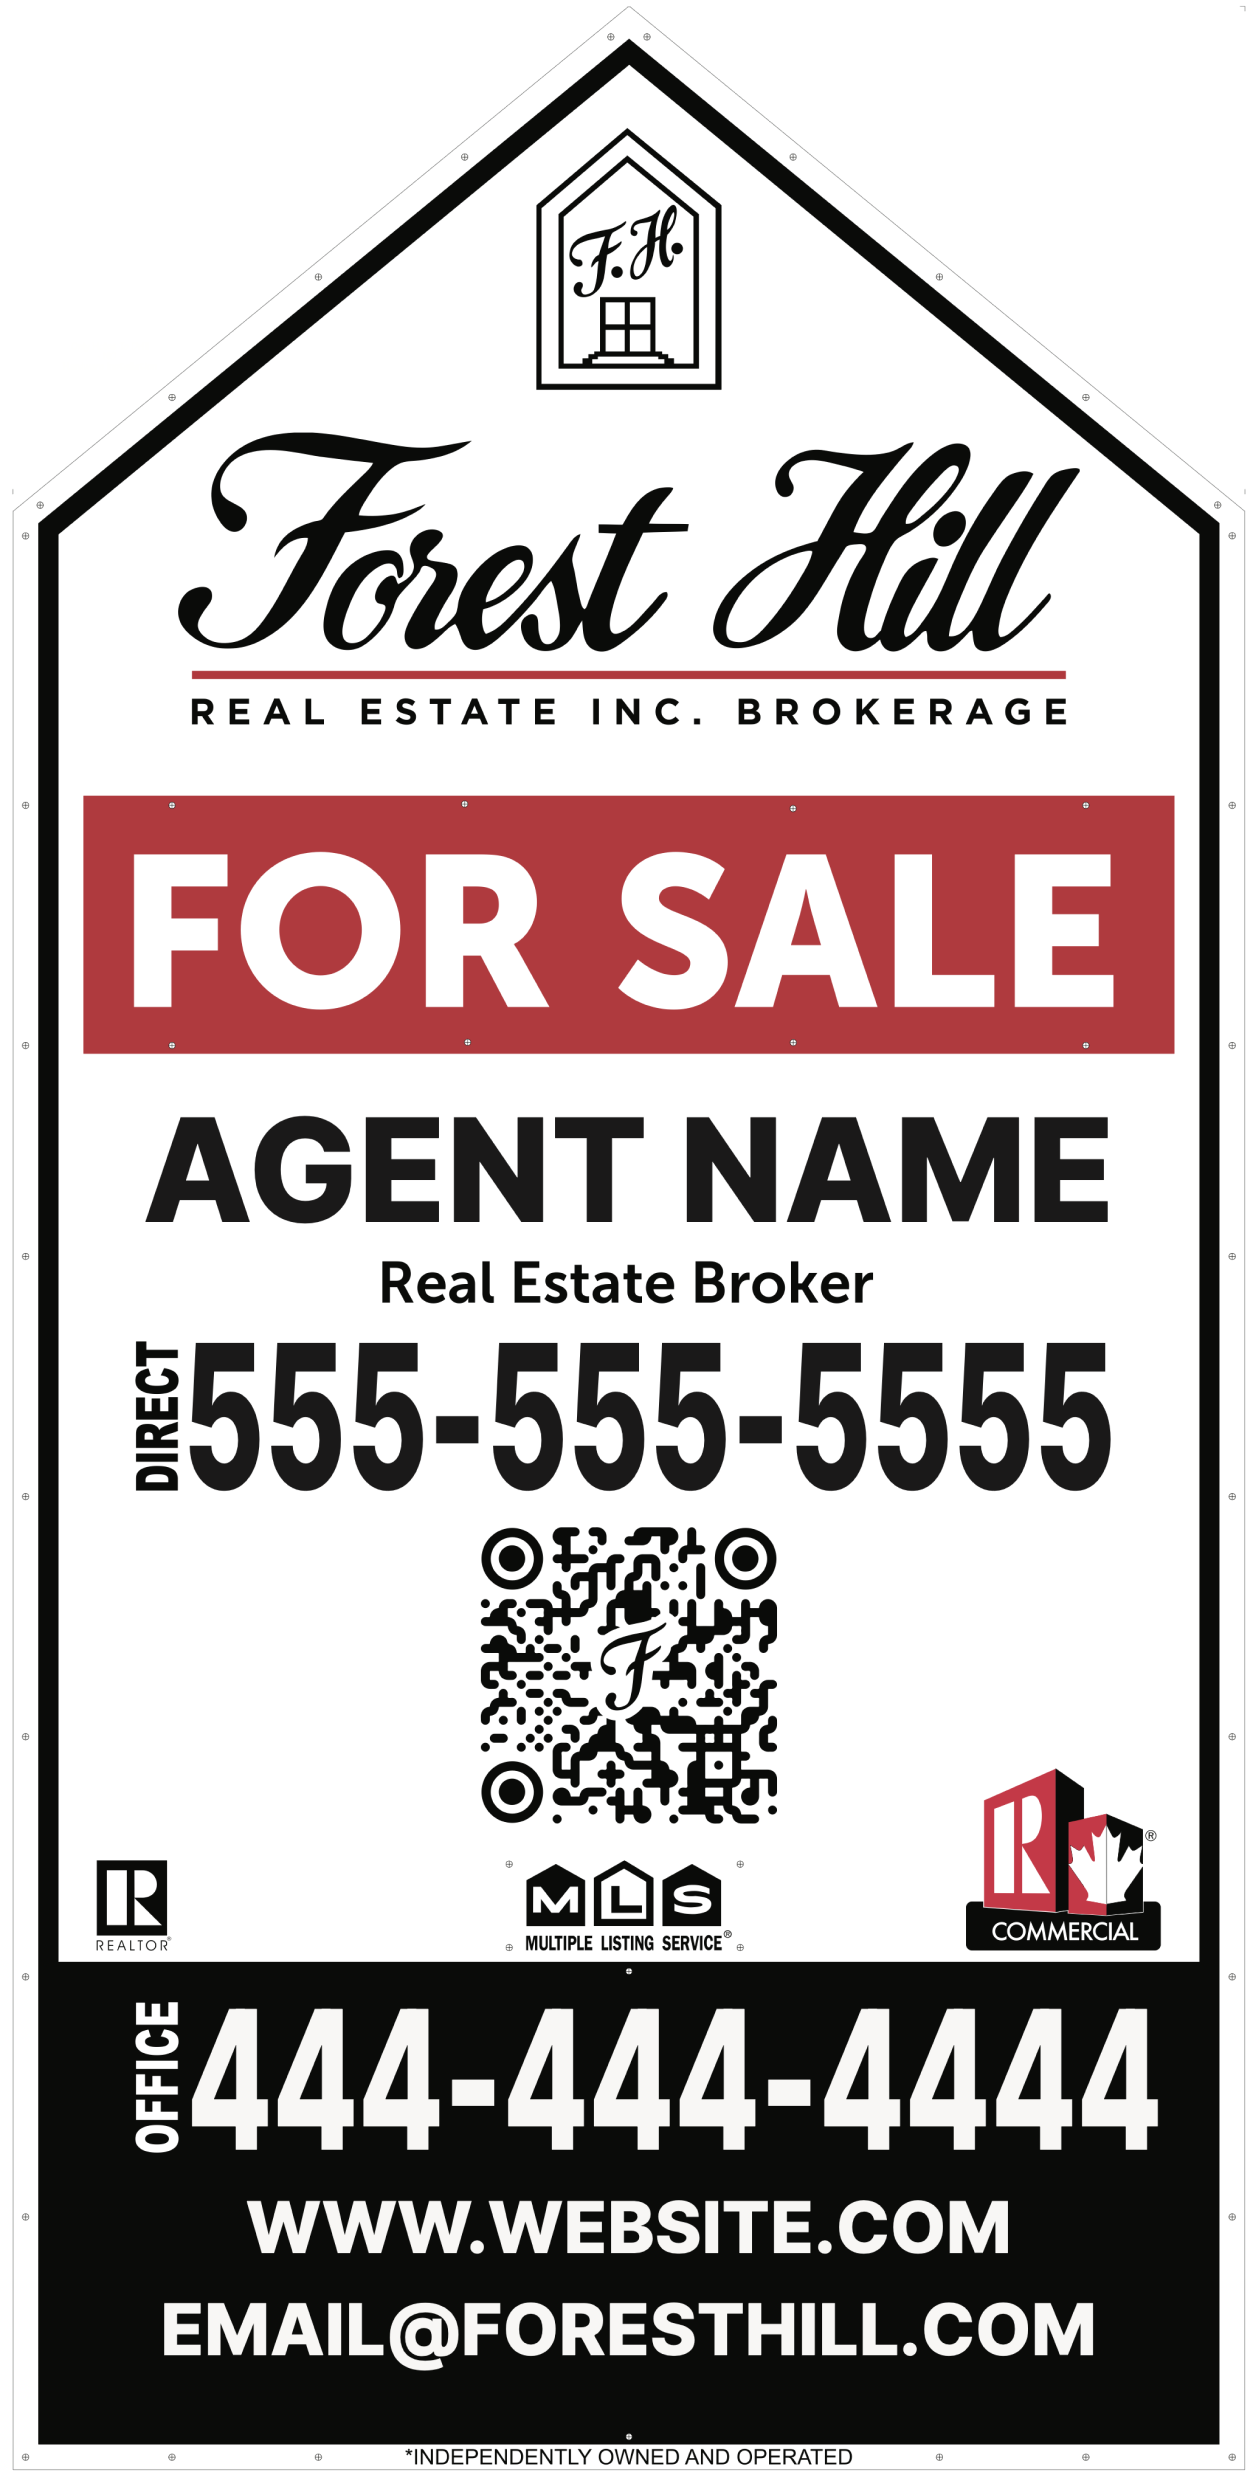 F.H.
Forest Hill
REAL ESTATE INC. BROKERAGE
FOR SALE
AGENT NAME
Real Estate Broker
DIRECT 555-555-5555
F
R
REALTOR®
MLS
MULTIPLE LISTING SERVICE®
R ®
COMMERCIAL
OFFICE 444-444-4444
WWW.WEBSITE.COM
EMAIL@FORESTHILL.COM
*INDEPENDENTLY OWNED AND OPERATED